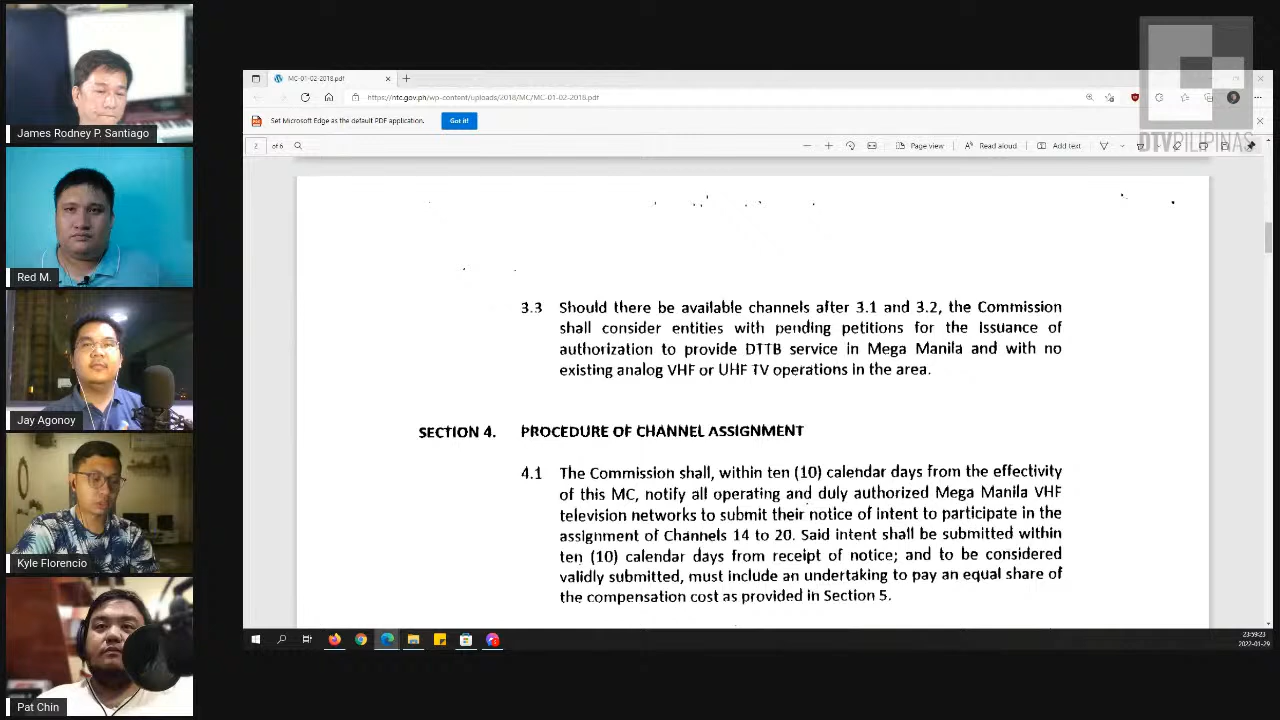 James Rodney P. Santiago
Red M.
Jay Agonoy
Kyle Florencio
Pat Chin
DTVPILIPINAS
MC-01-02-2018.pdf
https://ntc.gov.ph/wp-content/uploads/2018/MC/MC-01-02-2018.pdf
Set Microsoft Edge as the default PDF application. Got it!
2 of 6 Page view Read aloud Add text
3.3 Should there be available channels after 3.1 and 3.2, the Commission
shall consider entities with pending petitions for the Issuance of
authorization to provide DTTB service in Mega Manila and with no
existing analog VHF or UHF TV operations in the area.
SECTION 4. PROCEDURE OF CHANNEL ASSIGNMENT
4.1 The Commission shall, within ten (10) calendar days from the effectivity
of this MC, notify all operating and duly authorized Mega Manila VHF
television networks to submit their notice of intent to participate in the
assignment of Channels 14 to 20. Said intent shall be submitted within
ten (10) calendar days from receipt of notice; and to be considered
validly submitted, must include an undertaking to pay an equal share of
the compensation cost as provided in Section 5.
23:59:23
2022-01-29